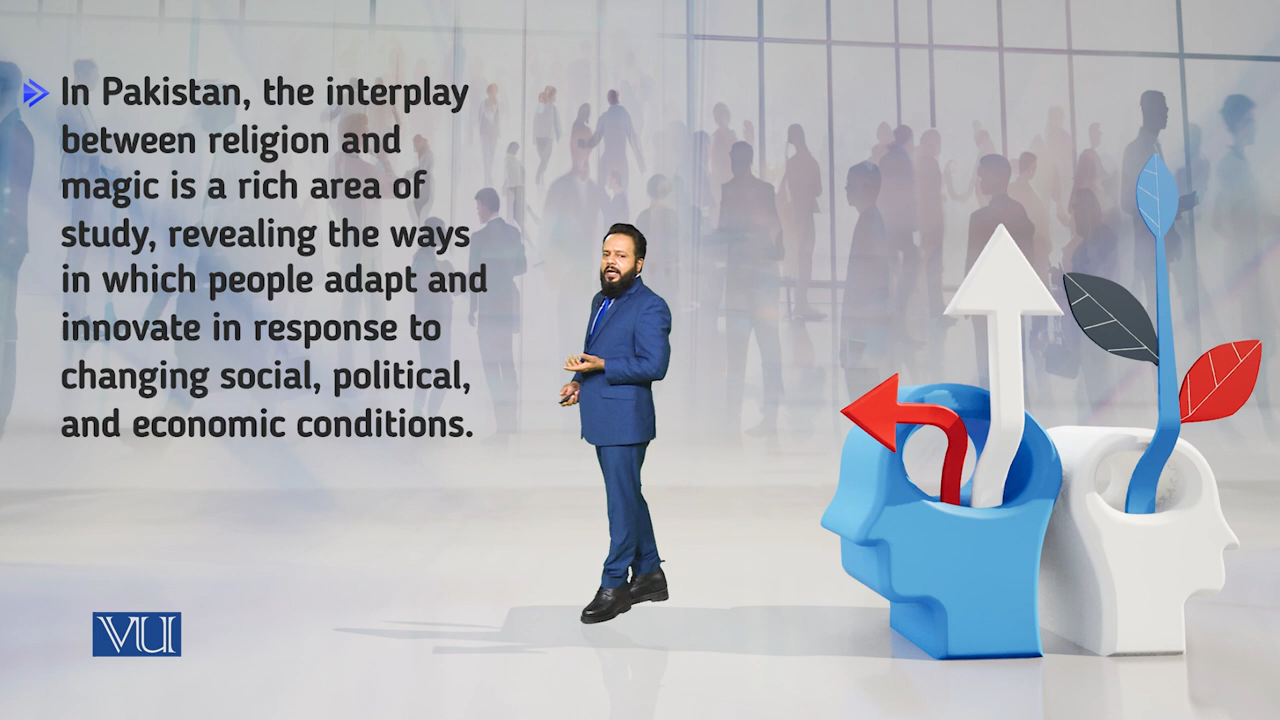 In Pakistan, the interplay
between religion and
magic is a rich area of
study, revealing the ways
in which people adapt and
innovate in response to
changing social, political,
and economic conditions.
VU